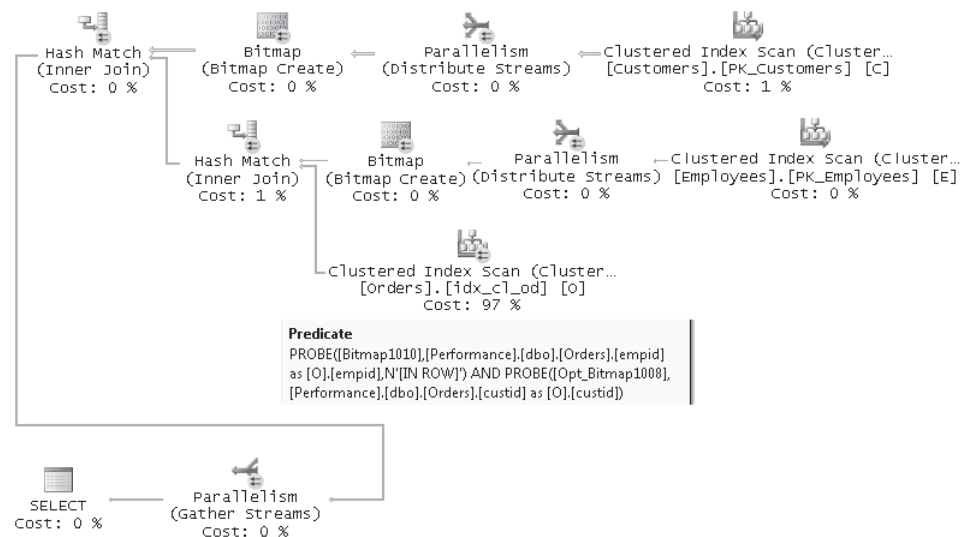 Hash Match
(Inner Join)
Cost: 0 %
Bitmap
(Bitmap Create)
Cost: 0 %
Parallelism
(Distribute Streams)
Cost: 0 %
Clustered Index Scan (Cluster…
[Customers].[PK_Customers] [C]
Cost: 1 %
Hash Match
(Inner Join)
Cost: 1 %
Bitmap
(Bitmap Create)
Cost: 0 %
Parallelism
(Distribute Streams)
Cost: 0 %
Clustered Index Scan (Cluster…
[Employees].[PK_Employees] [E]
Cost: 0 %
Clustered Index Scan (Cluster…
[Orders].[idx_cl_od] [O]
Cost: 97 %
Predicate
PROBE([Bitmap1010],[Performance].[dbo].[Orders].[empid]
as [O].[empid],N'[IN ROW]') AND PROBE([Opt_Bitmap1008],
[Performance].[dbo].[Orders].[custid] as [O].[custid])
SELECT
Cost: 0 %
Parallelism
(Gather Streams)
Cost: 0 %